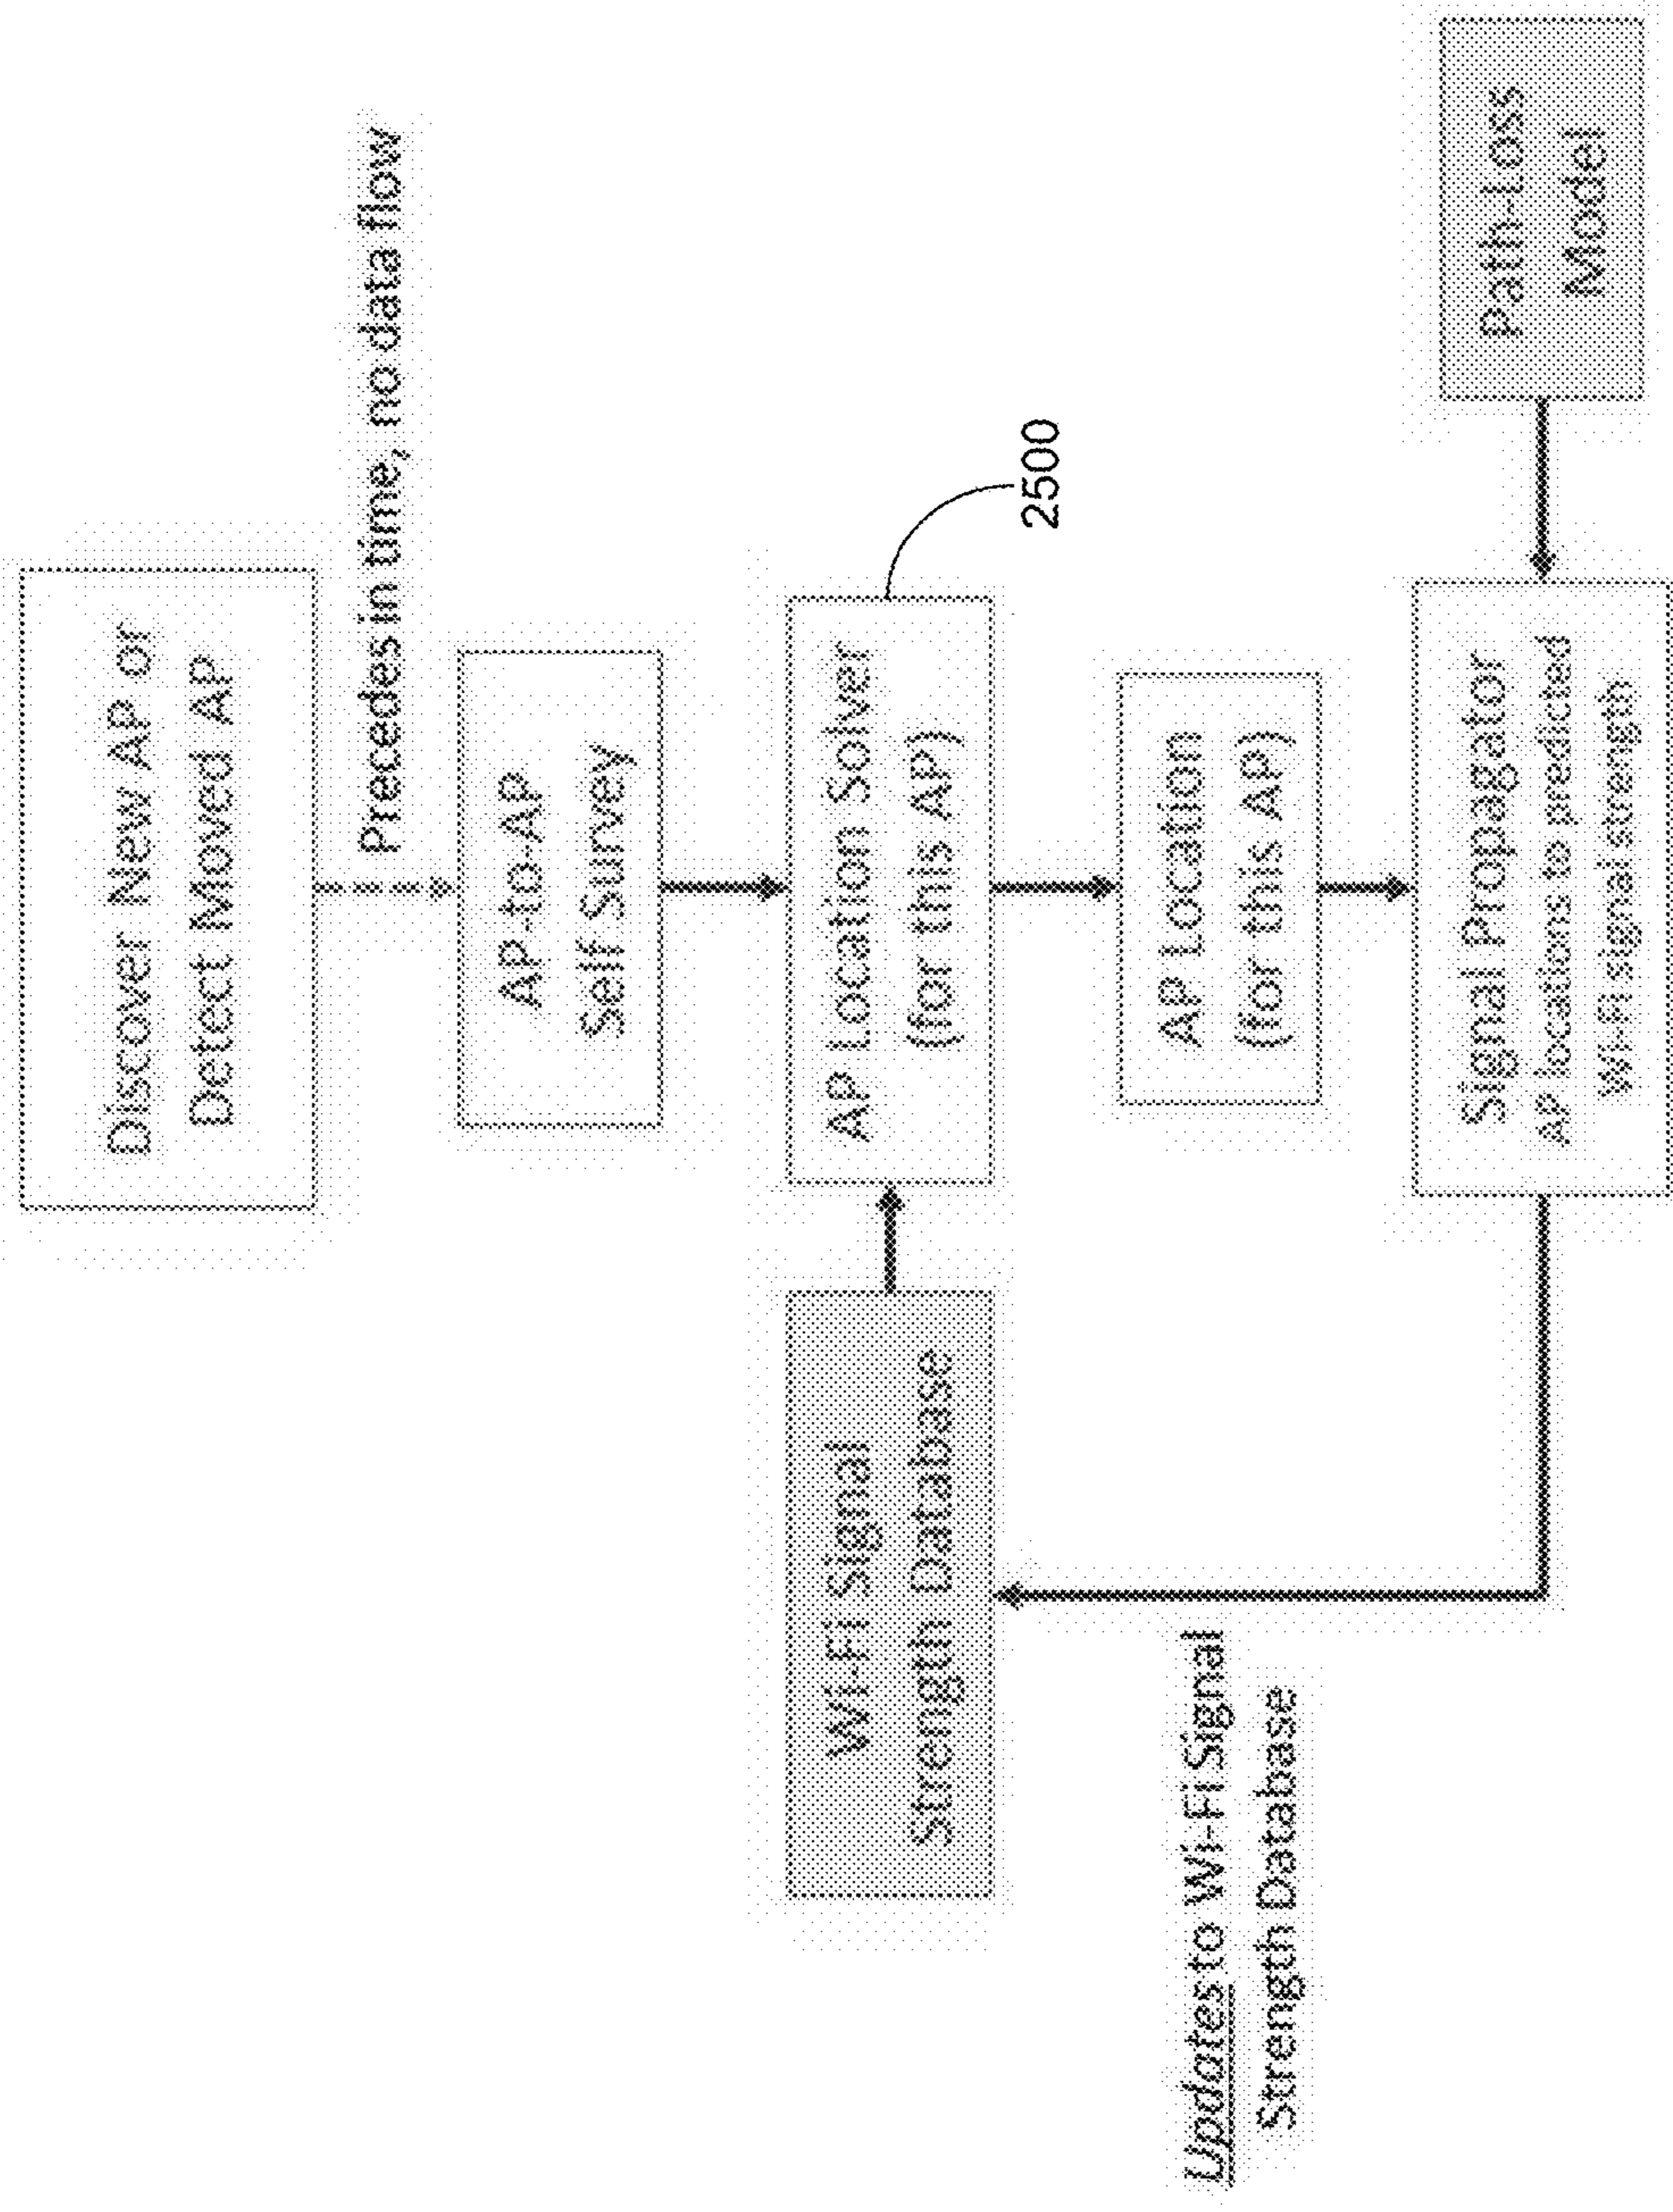 Discover New AP or
Detect Moved AP
Precedes in time, no data flow
AP-to-AP
Self Survey
Wi-Fi Signal
Strength Database
AP Location Solver
(for this AP)
2500
AP Location
(for this AP)
Updates to Wi-Fi Signal
Strength Database
Signal Propagator
AP locations to predicted
Wi-Fi signal strength
Path-Loss
Model